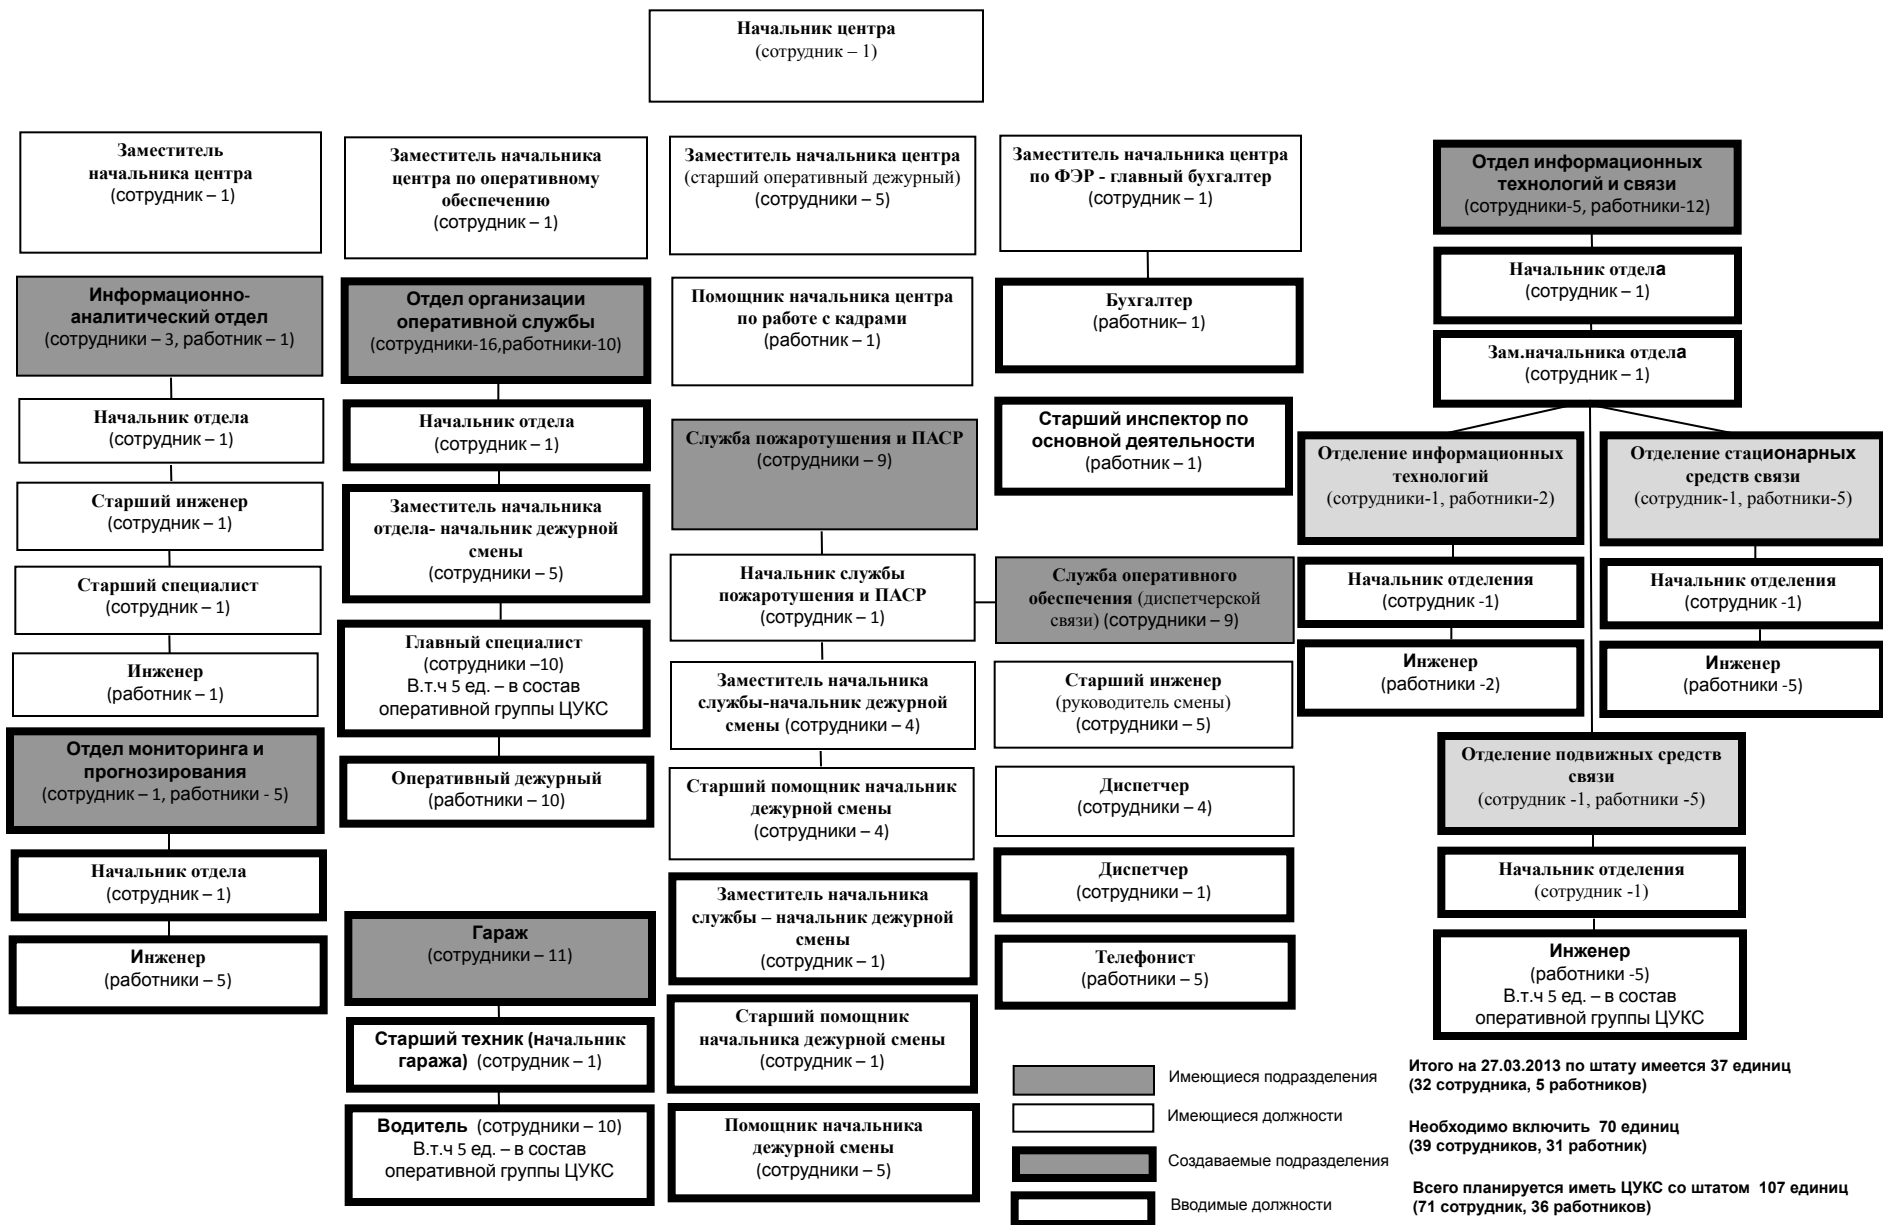 Начальник центра
(сотрудник – 1)
Заместитель
начальника центра
(сотрудник – 1)
Заместитель начальника
центра по оперативному
обеспечению
(сотрудник – 1)
Заместитель начальника центра
(старший оперативный дежурный)
(сотрудники – 5)
Заместитель начальника центра
по ФЭР - главный бухгалтер
(сотрудник – 1)
Отдел информационных
технологий и связи
(сотрудники-5, работники-12)
Информационно-
аналитический отдел
(сотрудники – 3, работник – 1)
Начальник отдела
(сотрудник – 1)
Старший инженер
(сотрудник – 1)
Старший специалист
(сотрудник – 1)
Инженер
(работник – 1)
Отдел мониторинга и
прогнозирования
(сотрудник – 1, работники - 5)
Начальник отдела
(сотрудник – 1)
Инженер
(работники – 5)
Отдел организации
оперативной службы
(сотрудники-16,работники-10)
Начальник отдела
(сотрудник – 1)
Заместитель начальника
отдела- начальник дежурной
смены
(сотрудники – 5)
Главный специалист
(сотрудники –10)
В.т.ч 5 ед. – в состав
оперативной группы ЦУКС
Оперативный дежурный
(работники – 10)
Гараж
(сотрудники – 11)
Старший техник (начальник
гаража) (сотрудник – 1)
Водитель (сотрудники – 10)
В.т.ч 5 ед. – в состав
оперативной группы ЦУКС
Помощник начальника центра
по работе с кадрами
(работник – 1)
Служба пожаротушения и ПАСР
(сотрудники – 9)
Начальник службы
пожаротушения и ПАСР
(сотрудник – 1)
Заместитель начальника
службы-начальник дежурной
смены (сотрудники – 4)
Старший помощник начальник
дежурной смены
(сотрудники – 4)
Заместитель начальника
службы – начальник дежурной
смены
(сотрудник – 1)
Старший помощник
начальника дежурной смены
(сотрудник – 1)
Помощник начальника
дежурной смены
(сотрудники – 5)
Бухгалтер
(работник– 1)
Старший инспектор по
основной деятельности
(работник – 1)
Служба оперативного
обеспечения (диспетчерской
связи) (сотрудники – 9)
Старший инженер
(руководитель смены)
(сотрудники – 5)
Диспетчер
(сотрудники – 4)
Диспетчер
(сотрудники – 1)
Телефонист
(работники – 5)
Начальник отдела
(сотрудник – 1)
Зам.начальника отдела
(сотрудник – 1)
Отделение информационных
технологий
(сотрудники-1, работники-2)
Начальник отделения
(сотрудник -1)
Инженер
(работники -2)
Отделение стационарных
средств связи
(сотрудник-1, работники-5)
Начальник отделения
(сотрудник -1)
Инженер
(работники -5)
Отделение подвижных средств
связи
(сотрудник -1, работники -5)
Начальник отделения
(сотрудник -1)
Инженер
(работники -5)
В.т.ч 5 ед. – в состав
оперативной группы ЦУКС
Имеющиеся подразделения
Имеющиеся должности
Создаваемые подразделения
Вводимые должности
Итого на 27.03.2013 по штату имеется 37 единиц
(32 сотрудника, 5 работников)
Необходимо включить 70 единиц
(39 сотрудников, 31 работник)
Всего планируется иметь ЦУКС со штатом 107 единиц
(71 сотрудник, 36 работников)